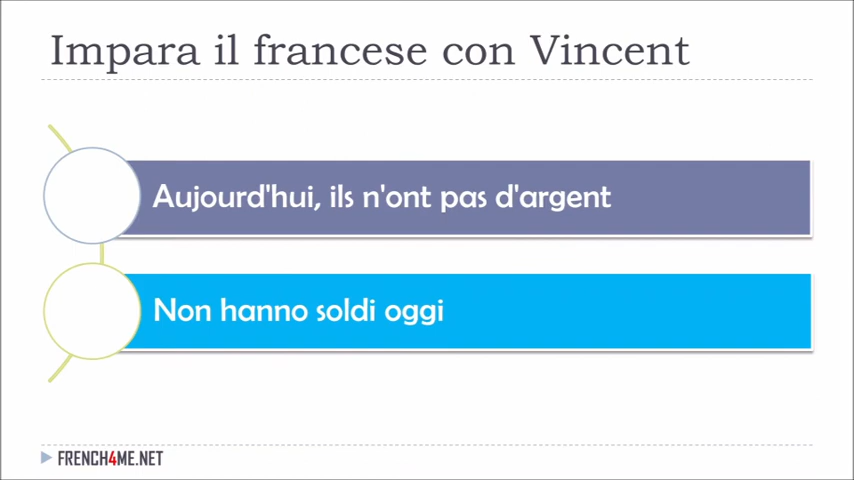 Impara il francese con Vincent
Aujourd'hui, ils n'ont pas d'argent
Non hanno soldi oggi
FRENCH4ME.NET